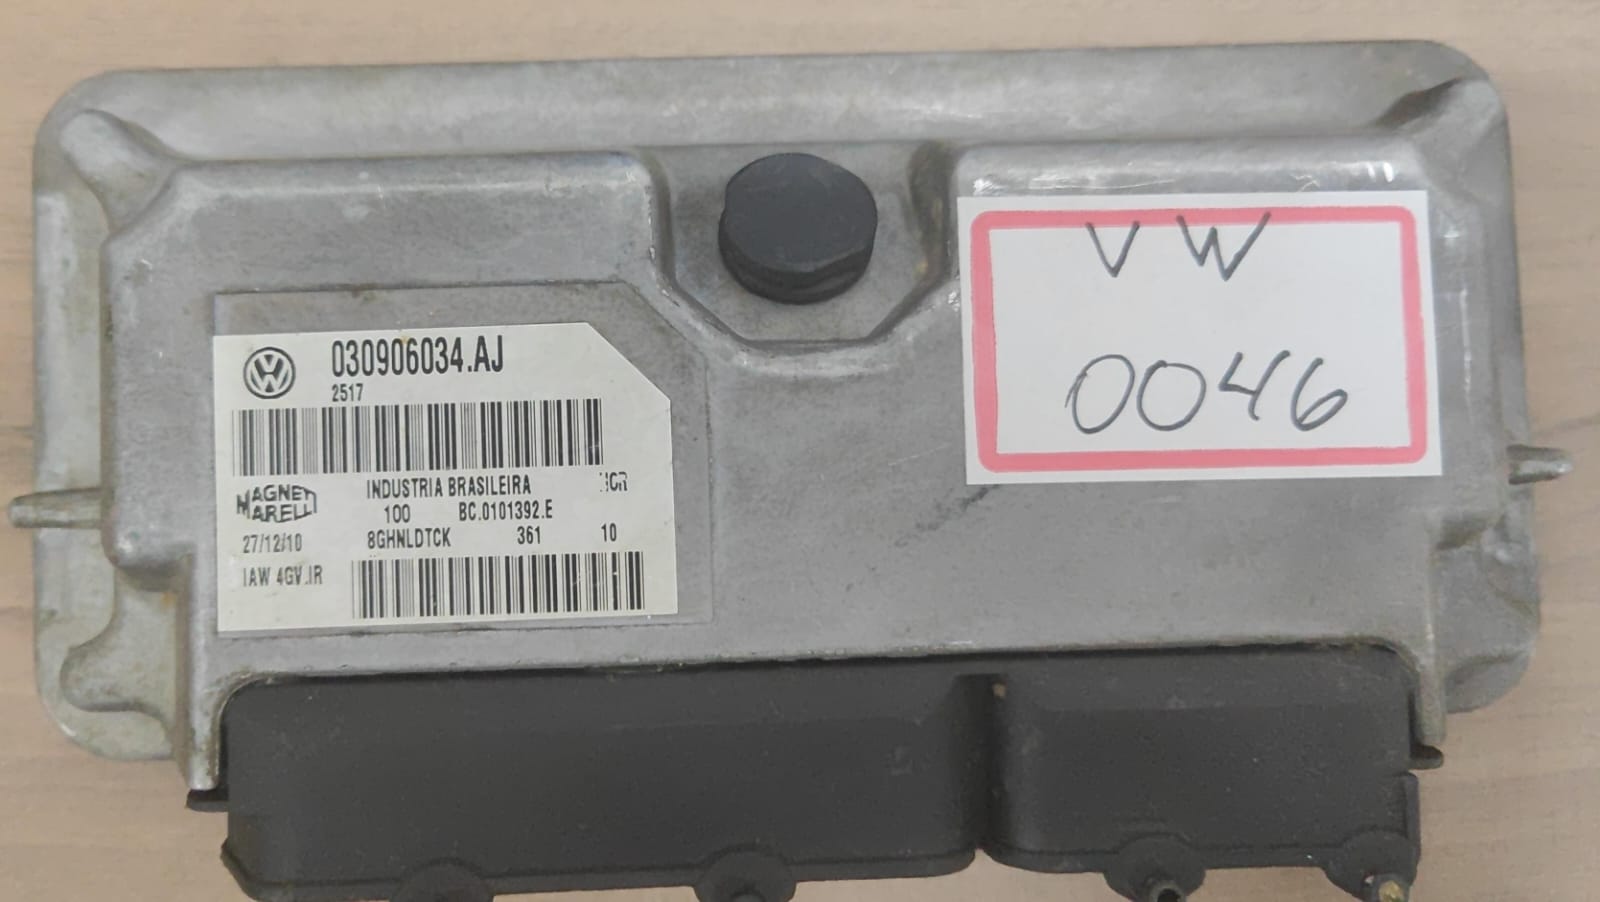 030906034.AJ
2517
MAGNETI
MARELLI
INDUSTRIA BRASILEIRA
100 BC.0101392.E
27/12/10 8GHNLDTCK 361 10
IAW 4GV.IR
VW
0046